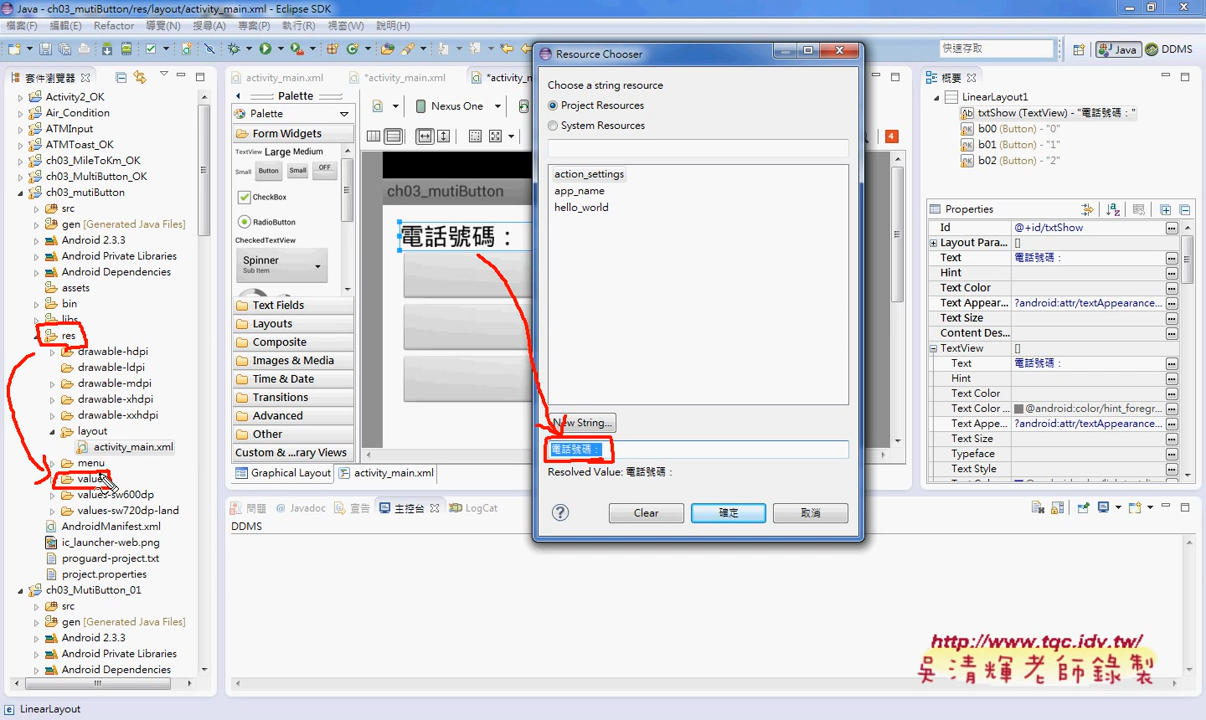 Java - ch03_mutiButton/res/layout/activity_main.xml - Eclipse SDK
檔案(F) 編輯(E) Refactor 導覽(N) 搜尋(A) 專案(P) 執行(R) 視窗(W) 說明(H)
快速存取
Java
DDMS
套件瀏覽器
Activity2_OK
Air_Condition
ATMInput
ATMToast_OK
ch03_MileToKm_OK
ch03_MultiButton_OK
ch03_mutiButton
src
gen [Generated Java Files]
Android 2.3.3
Android Private Libraries
Android Dependencies
assets
bin
libs
res
drawable-hdpi
drawable-ldpi
drawable-mdpi
drawable-xhdpi
drawable-xxhdpi
layout
activity_main.xml
menu
values
values-sw600dp
values-sw720dp-land
AndroidManifest.xml
ic_launcher-web.png
proguard-project.txt
project.properties
ch03_MutiButton_01
src
gen [Generated Java Files]
Android 2.3.3
Android Private Libraries
Android Dependencies
activity_main.xml
*activity_main.xml
*activity_m
Palette
Palette
Form Widgets
TextView Large Medium
Small Button Small OFF
CheckBox
RadioButton
CheckedTextView
Spinner
Sub Item
Text Fields
Layouts
Composite
Images & Media
Time & Date
Transitions
Advanced
Other
Custom & ...rary Views
Graphical Layout
activity_main.xml
Nexus One
4
ch03_mutiButton
電話號碼：
Resource Chooser
Choose a string resource
Project Resources
System Resources
action_settings
app_name
hello_world
New String...
電話號碼：
Resolved Value: 電話號碼：
Clear
確定
取消
概要
LinearLayout1
txtShow (TextView) - "電話號碼："
b00 (Button) - "0"
b01 (Button) - "1"
b02 (Button) - "2"
Properties
Id @+id/txtShow
Layout Para... []
Text 電話號碼：
Hint
Text Color
Text Appear... ?android:attr/textAppearance...
Text Size
Content Des...
TextView []
Text 電話號碼：
Hint
Text Color
Text Color ... @android:color/hint_foregr...
Text Appe... ?android:attr/textAppearance...
Text Size
Typeface
Text Style
問題
Javadoc
宣告
主控台
LogCat
DDMS
http://www.tqc.idv.tw/
吳清輝老師錄製
LinearLayout